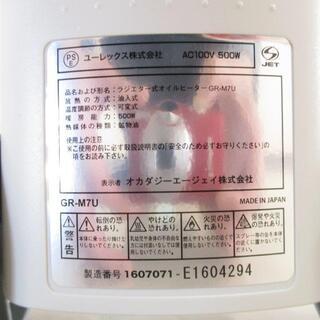 PS E ユーレックス株式会社 AC100V 500W
JET
品名および形名：ラジエター式オイルヒーターGR-M7U
放熱の方式：油入式
温度調節の方式：可変式
暖房能力：500W
熱媒体の種類：鉱物油
使用上の注意
※ご使用の前に必ず取扱説明書の「安全のため必ずお守りください」の
項をお読みください。
表示者 オカダジーエージェイ株式会社
GR-M7U MADE IN JAPAN
警告
転倒の恐れあり。
やけどの恐れあり。
火災の恐れあり。
爆発や火災の恐れあり。
製造番号 1607071-E1604294